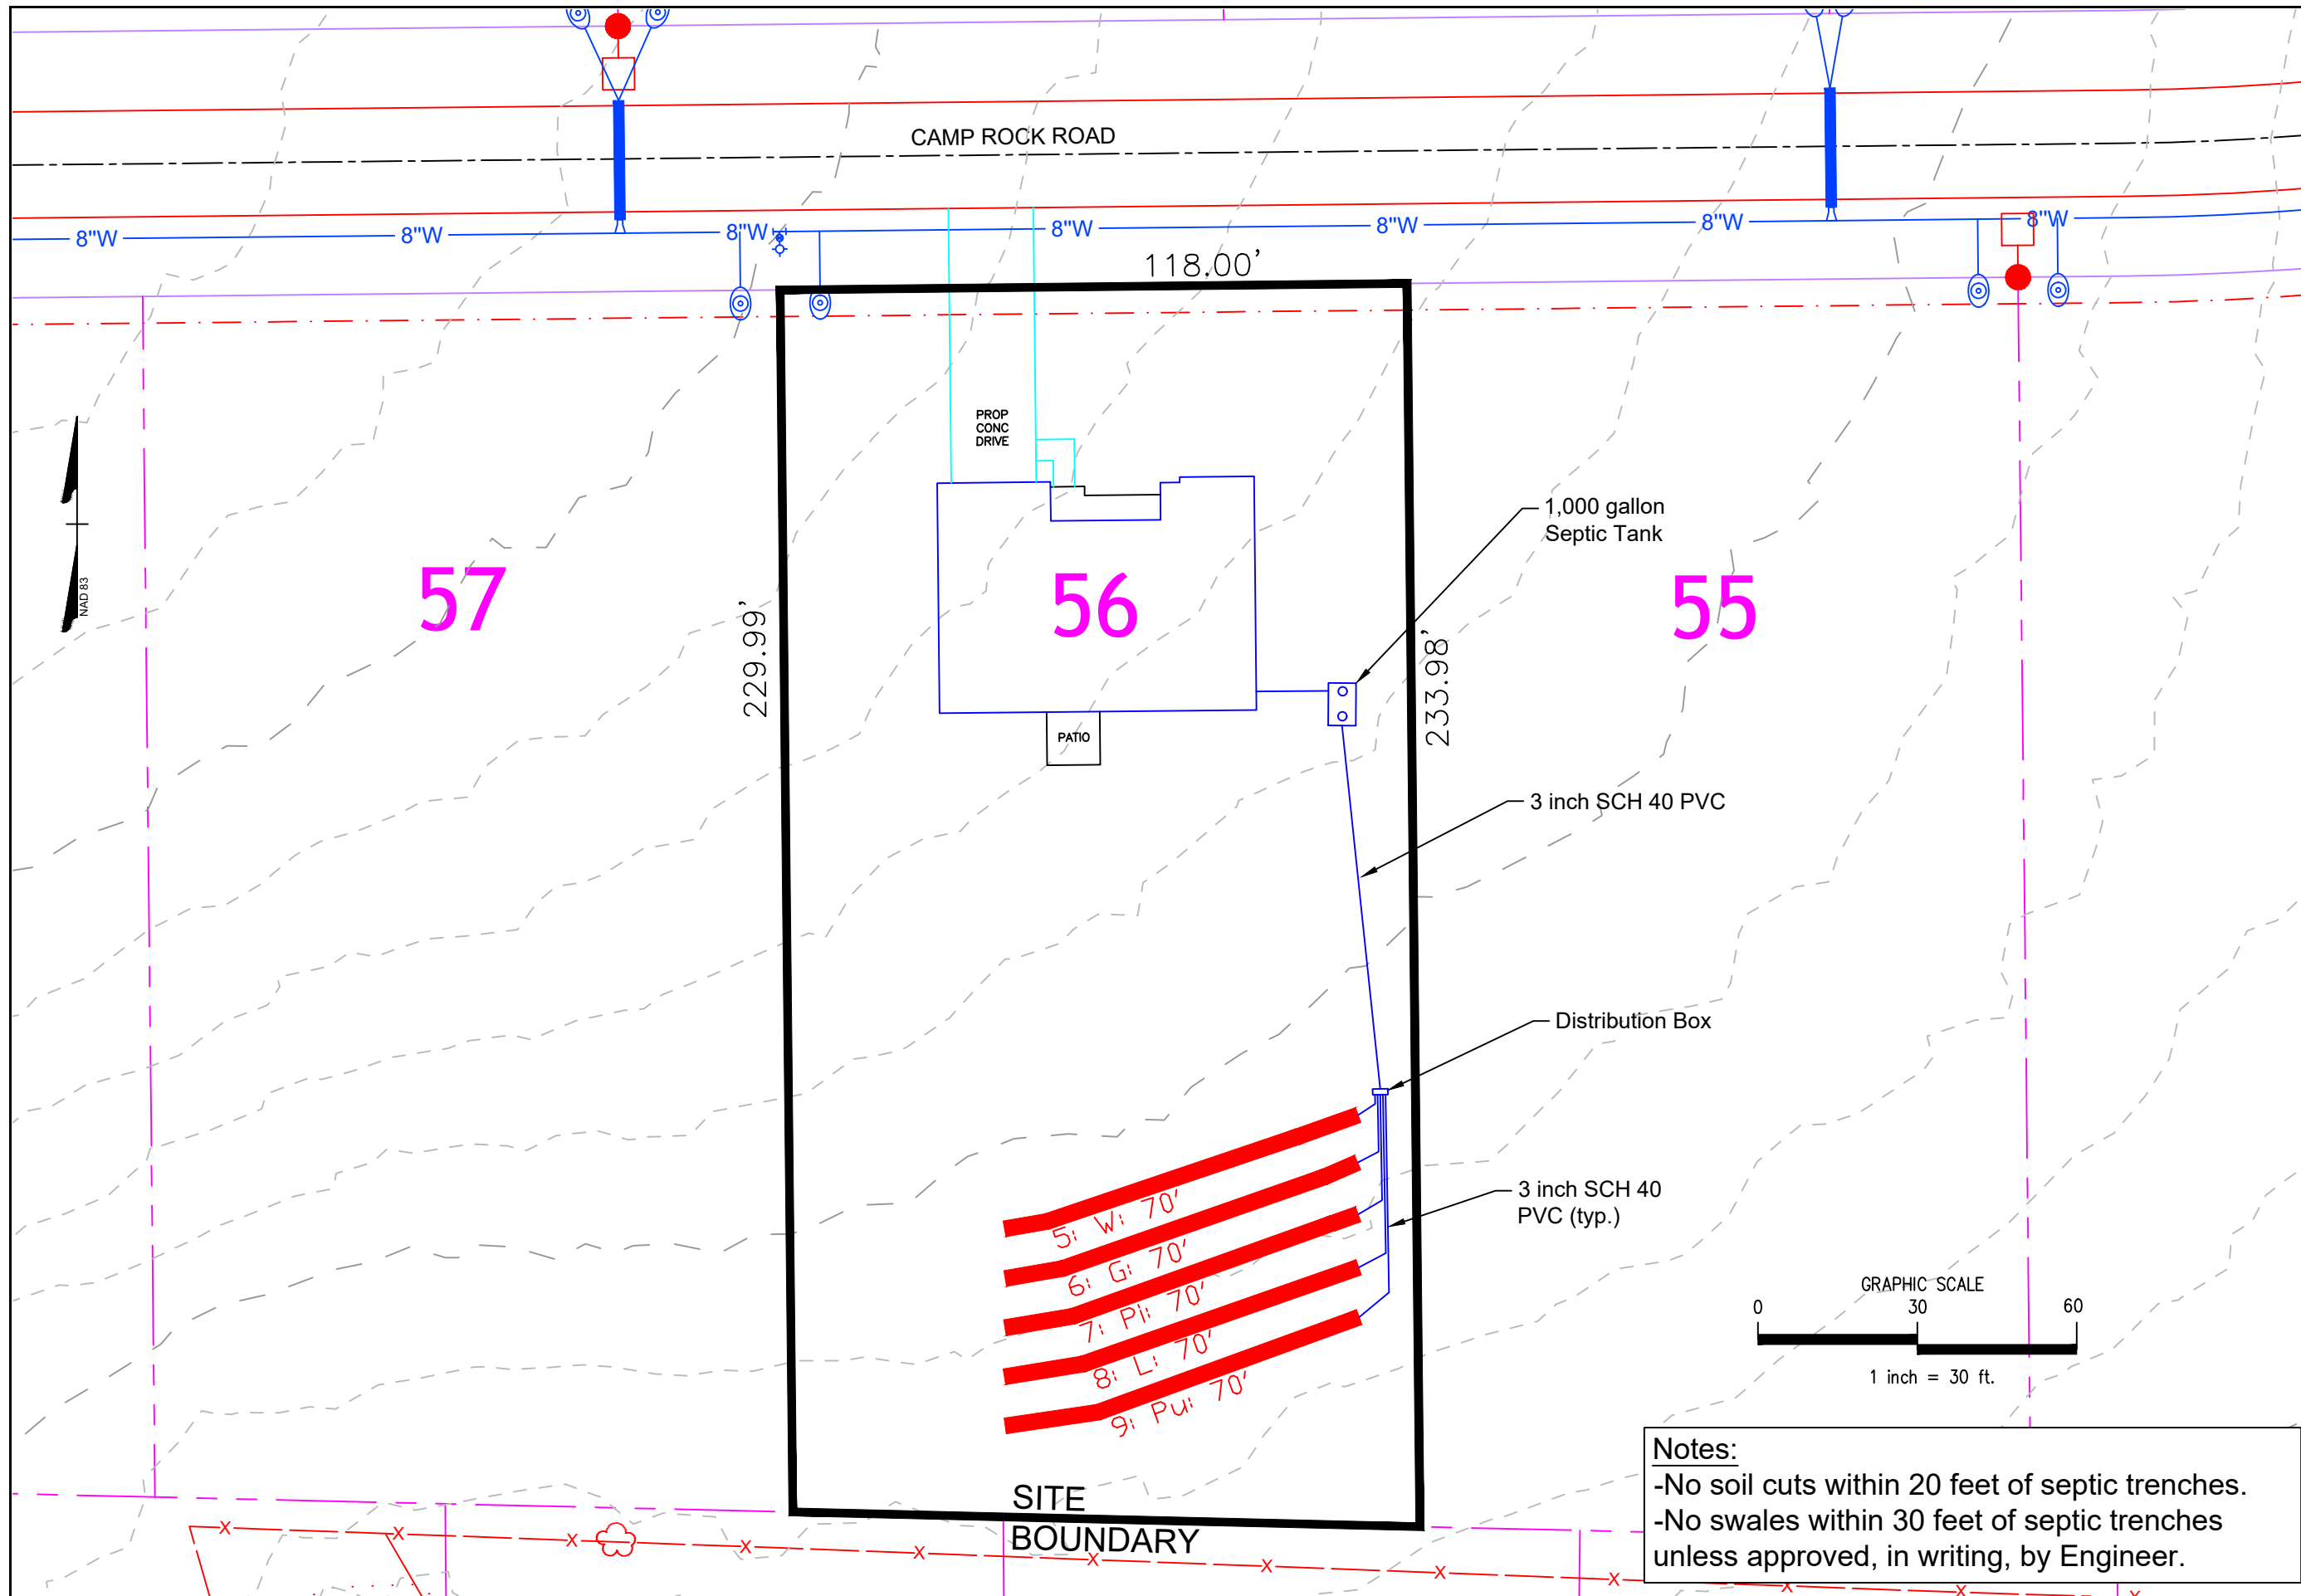 CAMP ROCK ROAD
8"W
8"W
8"W
8"W
8"W
8"W
8"W
118.00'
PROP
CONC
DRIVE
NAD 83
57
56
55
229.99'
233.98'
1,000 gallon
Septic Tank
PATIO
3 inch SCH 40 PVC
Distribution Box
3 inch SCH 40
PVC (typ.)
5: W: 70'
6: G: 70'
7: Pi: 70'
8: L: 70'
9: Pu: 70'
GRAPHIC SCALE
0 30 60
1 inch = 30 ft.
SITE
BOUNDARY
Notes:
-No soil cuts within 20 feet of septic trenches.
-No swales within 30 feet of septic trenches
unless approved, in writing, by Engineer.
X X X X X X X X X X X X